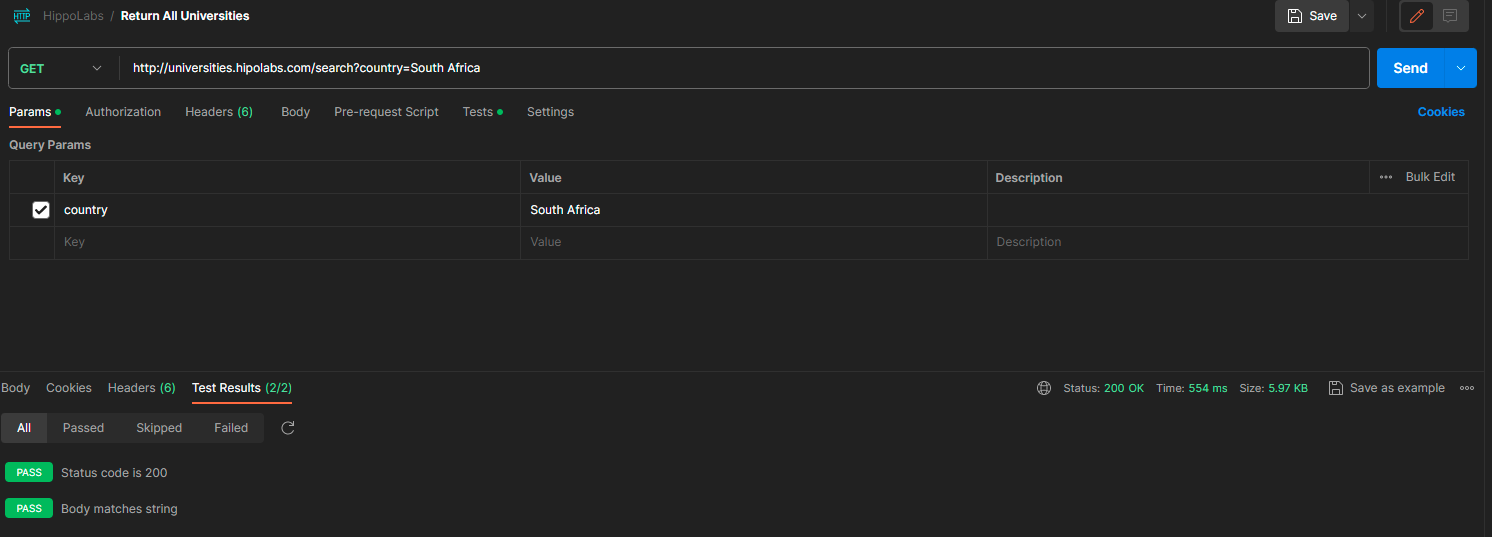 HTTP HippoLabs / Return All Universities Save
GET http://universities.hipolabs.com/search?country=South Africa Send
Params Authorization Headers (6) Body Pre-request Script Tests Settings Cookies
Query Params
Key Value Description ••• Bulk Edit
country South Africa
Key Value Description
Body Cookies Headers (6) Test Results (2/2) Status: 200 OK Time: 554 ms Size: 5.97 KB Save as example
All Passed Skipped Failed
PASS Status code is 200
PASS Body matches string